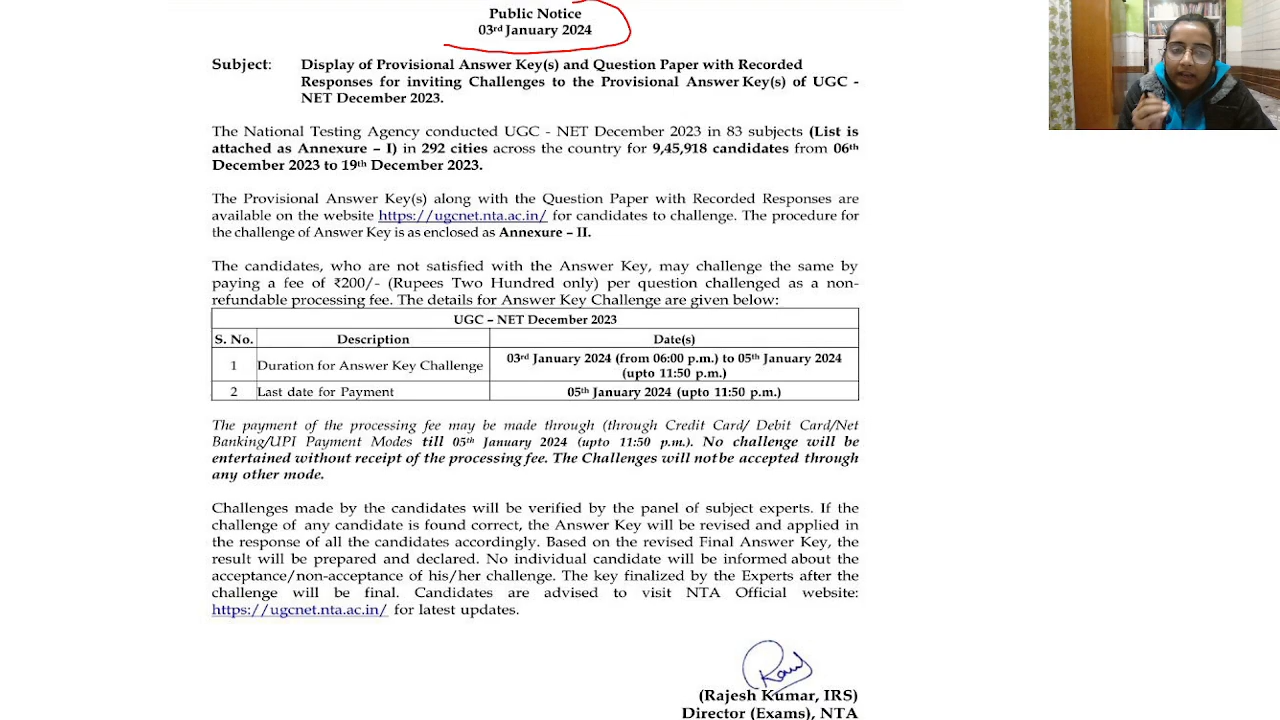 Public Notice
03rd January 2024
Subject: Display of Provisional Answer Key(s) and Question Paper with Recorded
Responses for inviting Challenges to the Provisional Answer Key(s) of UGC -
NET December 2023.
The National Testing Agency conducted UGC - NET December 2023 in 83 subjects (List is
attached as Annexure – I) in 292 cities across the country for 9,45,918 candidates from 06th
December 2023 to 19th December 2023.
The Provisional Answer Key(s) along with the Question Paper with Recorded Responses are
available on the website https://ugcnet.nta.ac.in/ for candidates to challenge. The procedure for
the challenge of Answer Key is as enclosed as Annexure – II.
The candidates, who are not satisfied with the Answer Key, may challenge the same by
paying a fee of ₹200/- (Rupees Two Hundred only) per question challenged as a non-
refundable processing fee. The details for Answer Key Challenge are given below:
UGC – NET December 2023
S. No. Description Date(s)
1 Duration for Answer Key Challenge 03rd January 2024 (from 06:00 p.m.) to 05th January 2024
(upto 11:50 p.m.)
2 Last date for Payment 05th January 2024 (upto 11:50 p.m.)
The payment of the processing fee may be made through (through Credit Card/ Debit Card/Net
Banking/UPI Payment Modes till 05th January 2024 (upto 11:50 p.m.). No challenge will be
entertained without receipt of the processing fee. The Challenges will notbe accepted through
any other mode.
Challenges made by the candidates will be verified by the panel of subject experts. If the
challenge of any candidate is found correct, the Answer Key will be revised and applied in
the response of all the candidates accordingly. Based on the revised Final Answer Key, the
result will be prepared and declared. No individual candidate will be informed about the
acceptance/non-acceptance of his/her challenge. The key finalized by the Experts after the
challenge will be final. Candidates are advised to visit NTA Official website:
https://ugcnet.nta.ac.in/ for latest updates.
(Rajesh Kumar, IRS)
Director (Exams), NTA